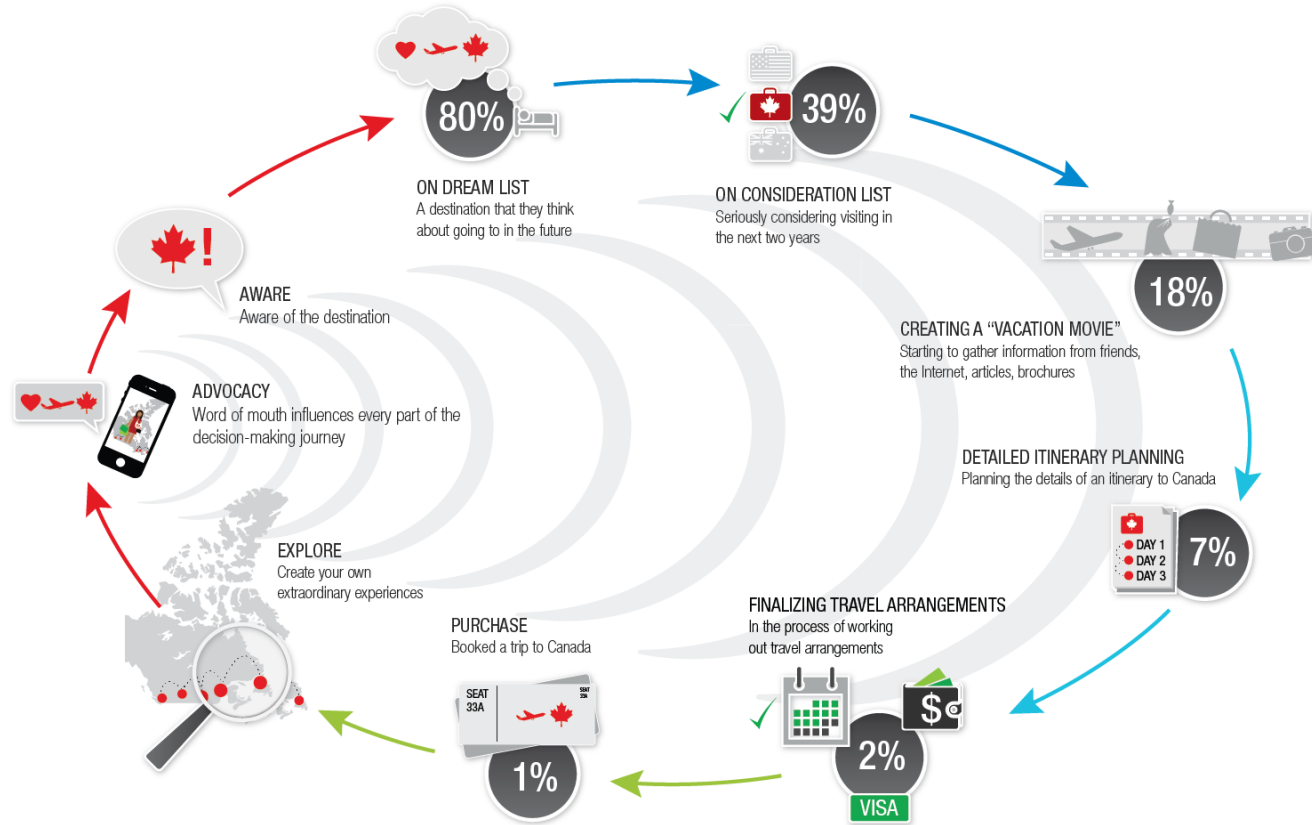 80%
ON DREAM LIST
A destination that they think
about going to in the future
39%
ON CONSIDERATION LIST
Seriously considering visiting in
the next two years
18%
CREATING A “VACATION MOVIE”
Starting to gather information from friends,
the Internet, articles, brochures
DETAILED ITINERARY PLANNING
Planning the details of an itinerary to Canada
DAY 1
DAY 2
DAY 3
7%
FINALIZING TRAVEL ARRANGEMENTS
In the process of working
out travel arrangements
$
2%
VISA
PURCHASE
Booked a trip to Canada
SEAT
33A
SEAT
33A
1%
EXPLORE
Create your own
extraordinary experiences
ADVOCACY
Word of mouth influences every part of the
decision-making journey
!
AWARE
Aware of the destination